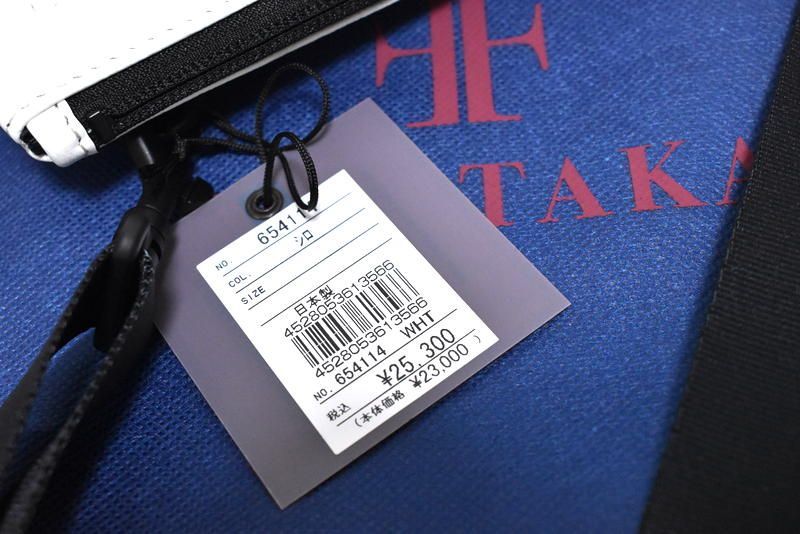 TAKA
NO. 654114
COL. シロ
SIZE
日本製
4528053613566
4528053613566
NO. 654114 WHT
税込 ¥25,300
(本体価格 ¥23,000)